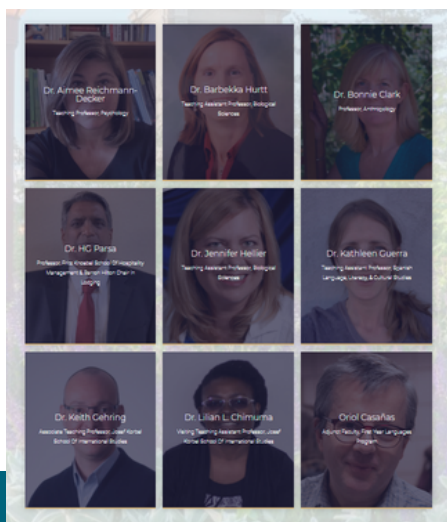 Dr. Aimee Reichmann-
Decker
Teaching Professor, Psychology
Dr. Barbekka Hurtt
Teaching Assistant Professor, Biological
Sciences
Dr. Bonnie Clark
Professor, Anthropology
Dr. HG Parsa
Professor, Fritz Knoebel School Of Hospitality
Management & Barron Hilton Chair In
Lodging
Dr. Jennifer Hellier
Teaching Assistant Professor, Biological
Sciences
Dr. Kathleen Guerra
Teaching Assistant Professor, Spanish
Language, Literacy, & Cultural Studies
Dr. Keith Gehring
Associate Teaching Professor, Josef Korbel
School Of International Studies
Dr. Lilian L. Chimuma
Visiting Teaching Assistant Professor, Josef
Korbel School Of International Studies
Oriol Casañas
Adjunct Faculty, First Year Languages
Program